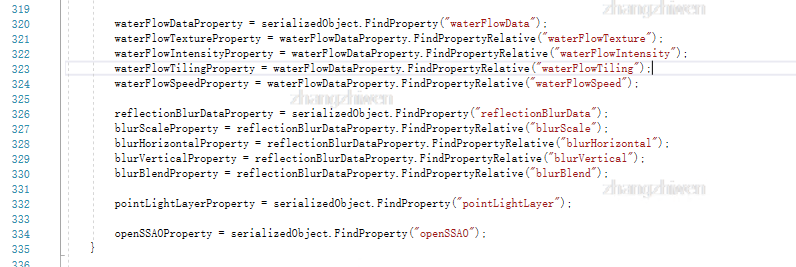 zhangzhiwen
319
320 waterFlowDataProperty = serializedObject.FindProperty("waterFlowData");
321 waterFlowTextureProperty = waterFlowDataProperty.FindPropertyRelative("waterFlowTexture");
322 waterFlowIntensityProperty = waterFlowDataProperty.FindPropertyRelative("waterFlowIntensity");
323 waterFlowTilingProperty = waterFlowDataProperty.FindPropertyRelative("waterFlowTiling");
324 waterFlowSpeedProperty = waterFlowDataProperty.FindPropertyRelative("waterFlowSpeed");
325
zhangzhiwen
326 reflectionBlurDataProperty = serializedObject.FindProperty("reflectionBlurData");
327 blurScaleProperty = reflectionBlurDataProperty.FindPropertyRelative("blurScale");
328 blurHorizontalProperty = reflectionBlurDataProperty.FindPropertyRelative("blurHorizontal");
329 blurVerticalProperty = reflectionBlurDataProperty.FindPropertyRelative("blurVertical");
330 blurBlendProperty = reflectionBlurDataProperty.FindPropertyRelative("blurBlend");
331
zhangzhiwen
332 pointLightLayerProperty = serializedObject.FindProperty("pointLightLayer");
333
334 openSSAOProperty = serializedObject.FindProperty("openSSAO");
335 }
336